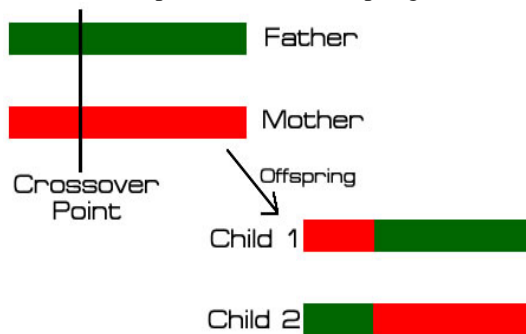 Father
Mother
Crossover
Point
Offspring
Child 1
Child 2